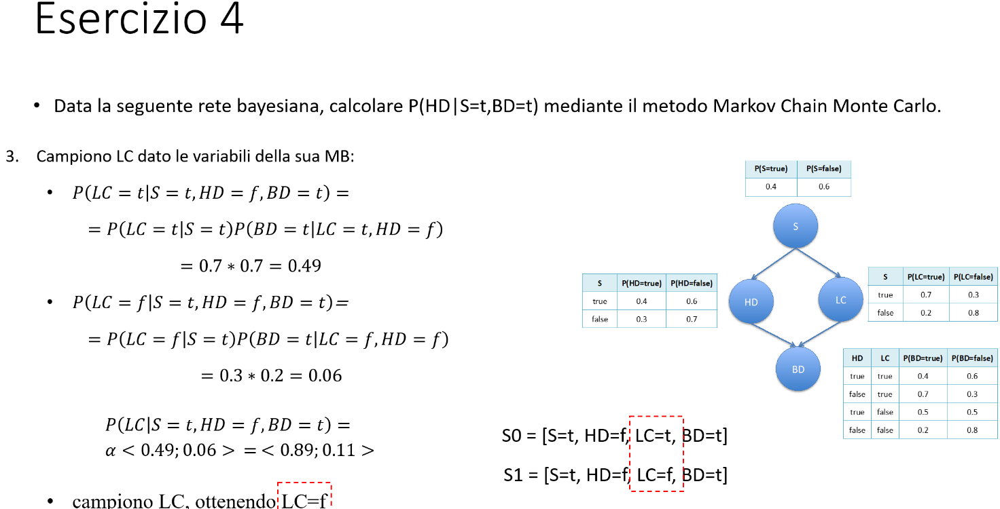 Esercizio 4
• Data la seguente rete bayesiana, calcolare P(HD|S=t,BD=t) mediante il metodo Markov Chain Monte Carlo.
3. Campiono LC dato le variabili della sua MB:
• P(LC = t|S = t, HD = f, BD = t) =
= P(LC = t|S = t)P(BD = t|LC = t, HD = f)
= 0.7 ∗ 0.7 = 0.49
• P(LC = f|S = t, HD = f, BD = t)=
= P(LC = f|S = t)P(BD = t|LC = f, HD = f)
= 0.3 ∗ 0.2 = 0.06
P(LC|S = t, HD = f, BD = t) =
α < 0.49; 0.06 > =< 0.89; 0.11 >
• campiono LC, ottenendo LC=f
P(S=true) P(S=false)
0.4 0.6
S
S P(HD=true) P(HD=false)
true 0.4 0.6
false 0.3 0.7
HD
LC
S P(LC=true) P(LC=false)
true 0.7 0.3
false 0.2 0.8
BD
HD LC P(BD=true) P(BD=false)
true true 0.4 0.6
false true 0.7 0.3
true false 0.5 0.5
false false 0.2 0.8
S0 = [S=t, HD=f, LC=t, BD=t]
S1 = [S=t, HD=f, LC=f, BD=t]